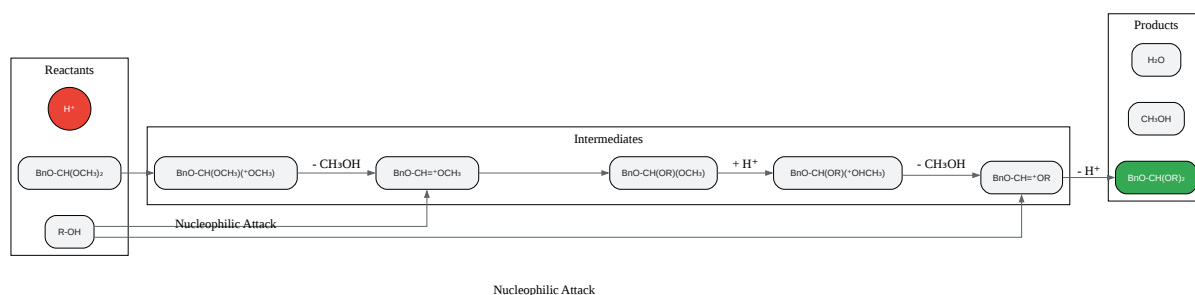 Products
H₂O
Reactants
H⁺
CH₃OH
Intermediates
- CH₃OH
+ H⁺
- CH₃OH
- H⁺
BnO-CH(OCH₃)₂
BnO-CH(OCH₃)(⁺OCH₃)
BnO-CH=⁺OCH₃
BnO-CH(OR)(OCH₃)
BnO-CH(OR)(⁺OHCH₃)
BnO-CH=⁺OR
BnO-CH(OR)₂
R-OH
Nucleophilic Attack
Nucleophilic Attack